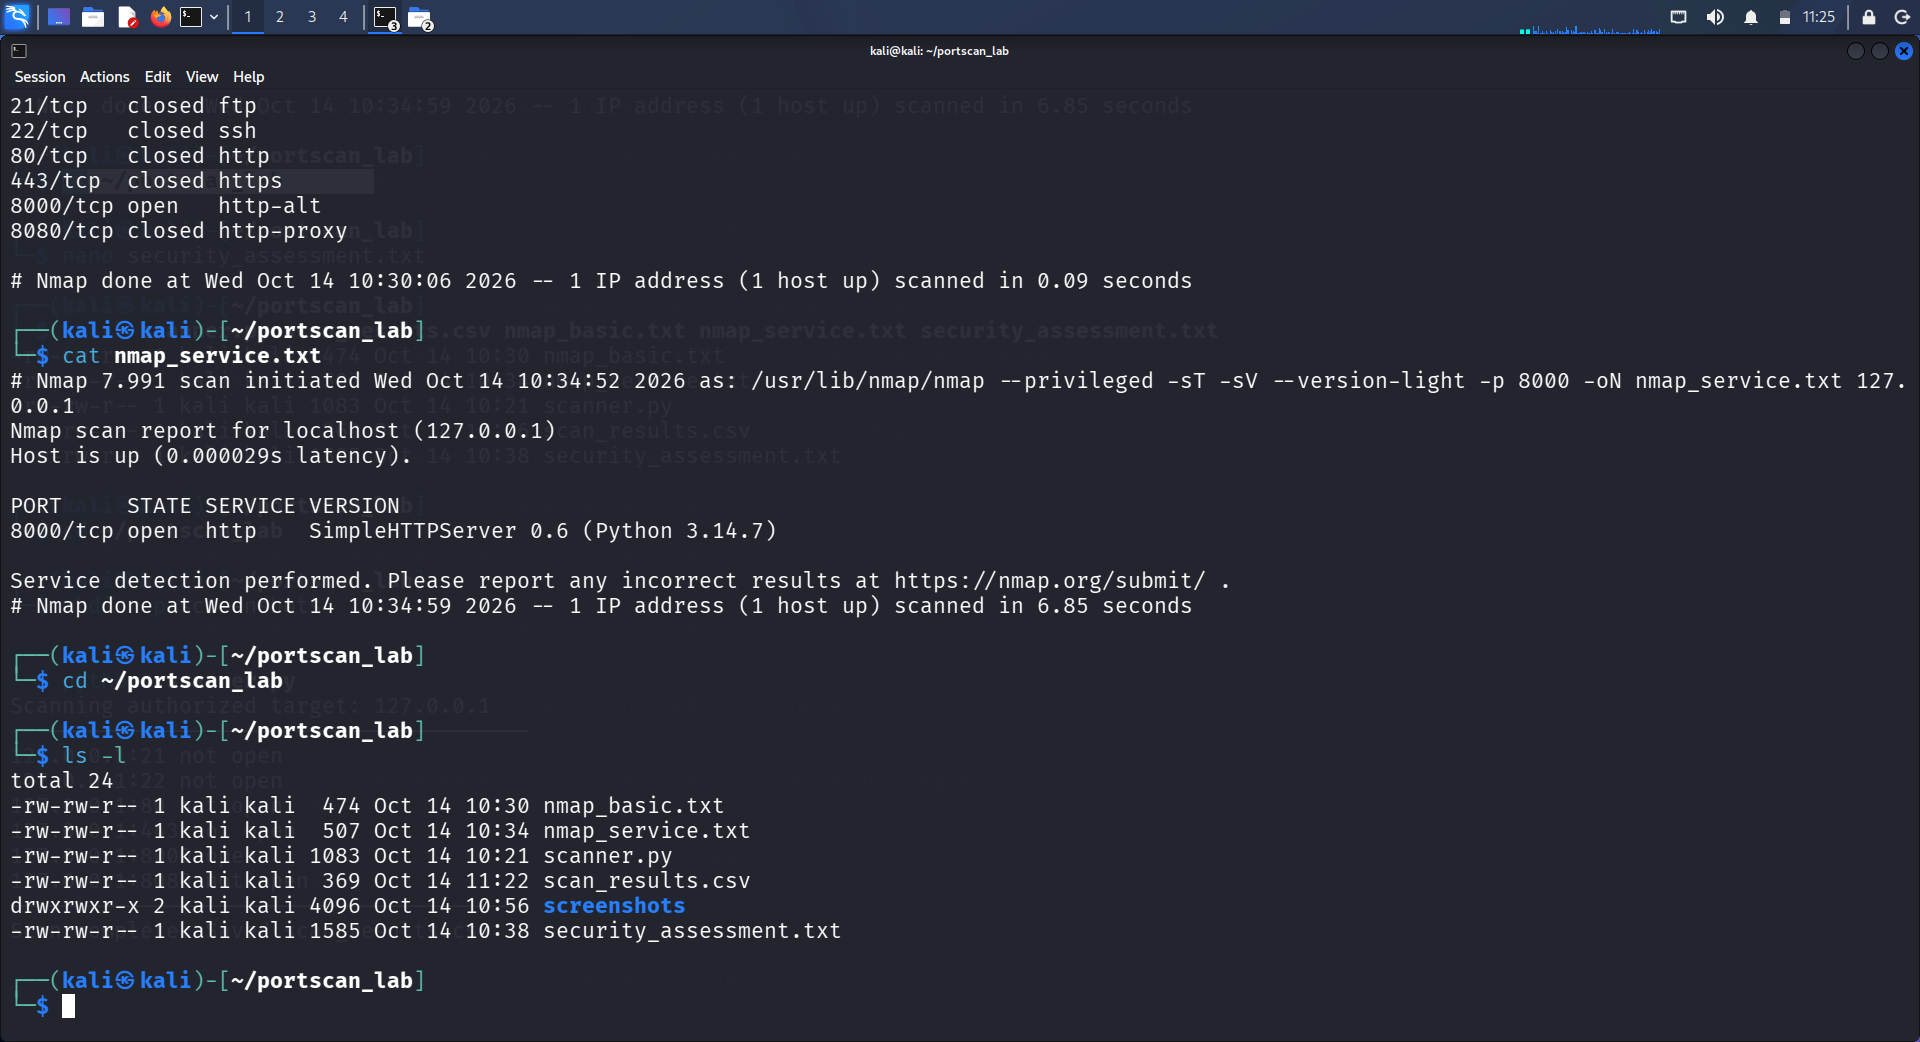 1 2 3 4 3 2 11:25
kali@kali: ~/portscan_lab
Session Actions Edit View Help
21/tcp   closed ftp
22/tcp   closed ssh
80/tcp   closed http
443/tcp  closed https
8000/tcp open   http-alt
8080/tcp closed http-proxy
# Nmap done at Wed Oct 14 10:30:06 2026 -- 1 IP address (1 host up) scanned in 0.09 seconds
┌──(kali㉿kali)-[~/portscan_lab]
└─$ cat nmap_service.txt
# Nmap 7.991 scan initiated Wed Oct 14 10:34:52 2026 as: /usr/lib/nmap/nmap --privileged -sT -sV --version-light -p 8000 -oN nmap_service.txt 127.
0.0.1
Nmap scan report for localhost (127.0.0.1)
Host is up (0.000029s latency).
PORT     STATE SERVICE VERSION
8000/tcp open  http    SimpleHTTPServer 0.6 (Python 3.14.7)
Service detection performed. Please report any incorrect results at https://nmap.org/submit/ .
# Nmap done at Wed Oct 14 10:34:59 2026 -- 1 IP address (1 host up) scanned in 6.85 seconds
┌──(kali㉿kali)-[~/portscan_lab]
└─$ cd ~/portscan_lab
┌──(kali㉿kali)-[~/portscan_lab]
└─$ ls -l
total 24
-rw-rw-r-- 1 kali kali  474 Oct 14 10:30 nmap_basic.txt
-rw-rw-r-- 1 kali kali  507 Oct 14 10:34 nmap_service.txt
-rw-rw-r-- 1 kali kali 1083 Oct 14 10:21 scanner.py
-rw-rw-r-- 1 kali kali  369 Oct 14 11:22 scan_results.csv
drwxrwxr-x 2 kali kali 4096 Oct 14 10:56 screenshots
-rw-rw-r-- 1 kali kali 1585 Oct 14 10:38 security_assessment.txt
┌──(kali㉿kali)-[~/portscan_lab]
└─$